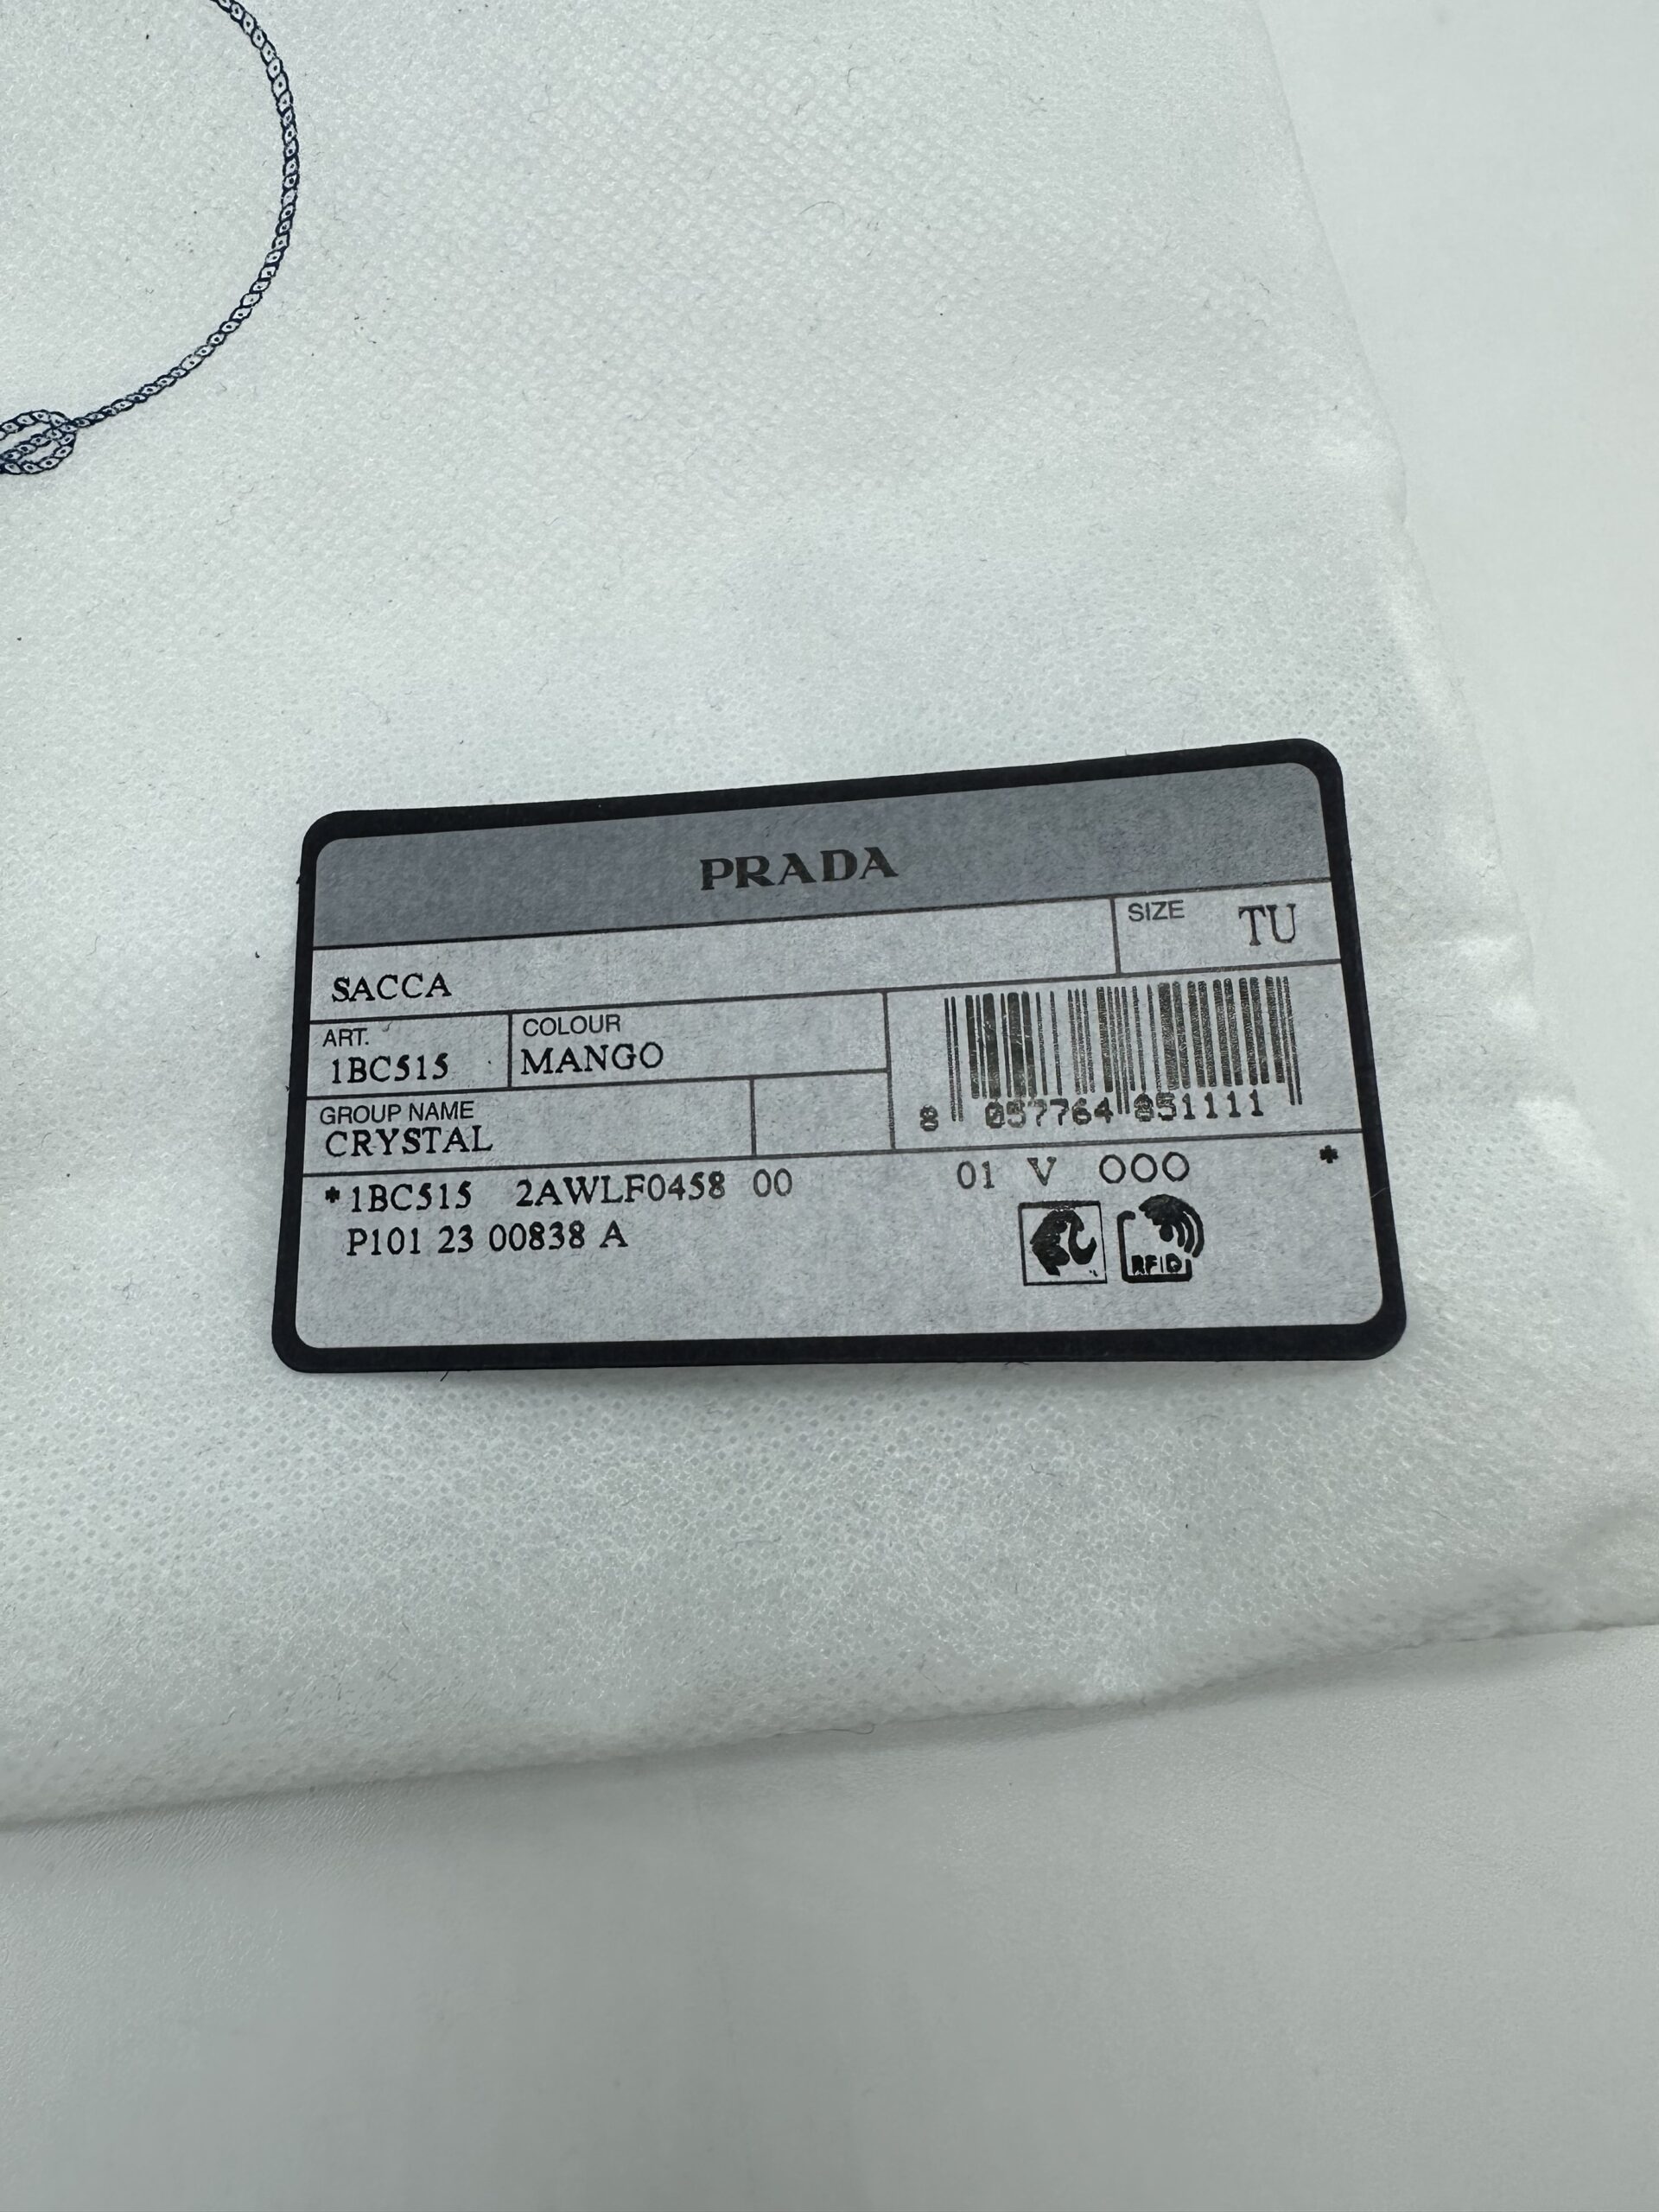 PRADA
SACCA
SIZE TU
ART.
1BC515
COLOUR
MANGO
GROUP NAME
CRYSTAL
8 057764 851111
*1BC515 2AWLF0458 00 01 V OOO *
P101 23 00838 A
RFID